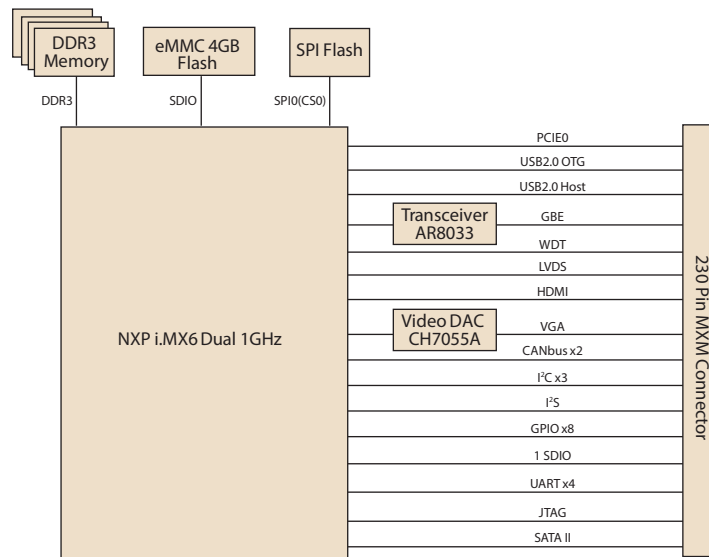 DDR3
Memory
eMMC 4GB
Flash
SPI Flash
DDR3
SDIO
SPI0(CS0)
NXP i.MX6 Dual 1GHz
PCIE0
USB2.0 OTG
USB2.0 Host
Transceiver
AR8033
GBE
WDT
LVDS
HDMI
Video DAC
CH7055A
VGA
CANbus x2
I²C x3
I²S
GPIO x8
1 SDIO
UART x4
JTAG
SATA II
230 Pin MXM Connector